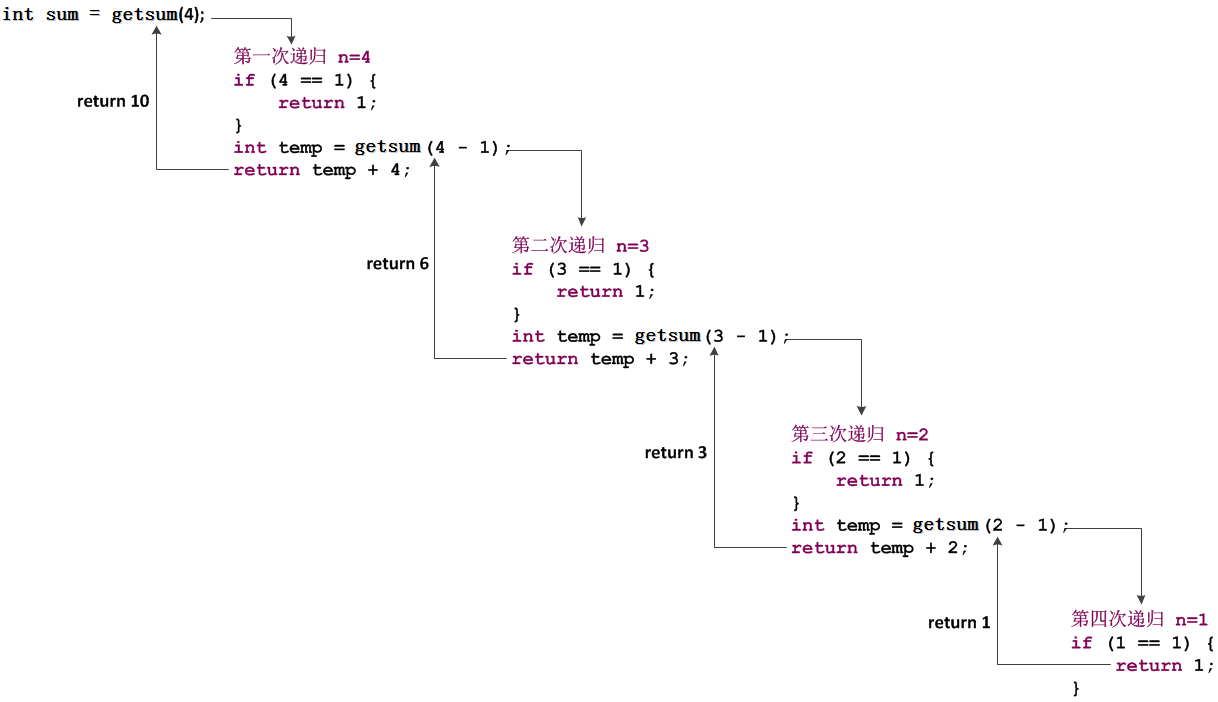 int sum = getsum(4);
第一次递归 n=4
if (4 == 1) {
return 1;
}
int temp = getsum(4 - 1);
return temp + 4;
return 10
第二次递归 n=3
if (3 == 1) {
return 1;
}
int temp = getsum(3 - 1);
return temp + 3;
return 6
第三次递归 n=2
if (2 == 1) {
return 1;
}
int temp = getsum(2 - 1);
return temp + 2;
return 3
第四次递归 n=1
if (1 == 1) {
return 1;
}
return 1